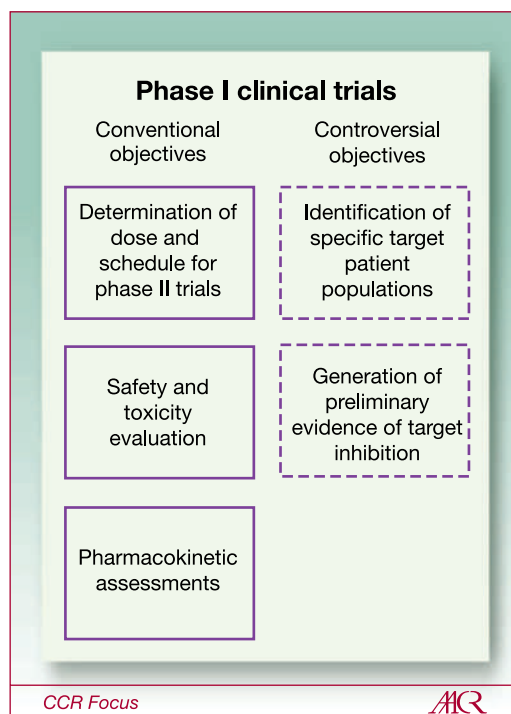 Phase I clinical trials
Conventional
objectives
Determination of
dose and
schedule for
phase II trials
Safety and
toxicity
evaluation
Pharmacokinetic
assessments
Controversial
objectives
Identification of
specific target
patient
populations
Generation of
preliminary
evidence of target
inhibition
CCR Focus
AACR